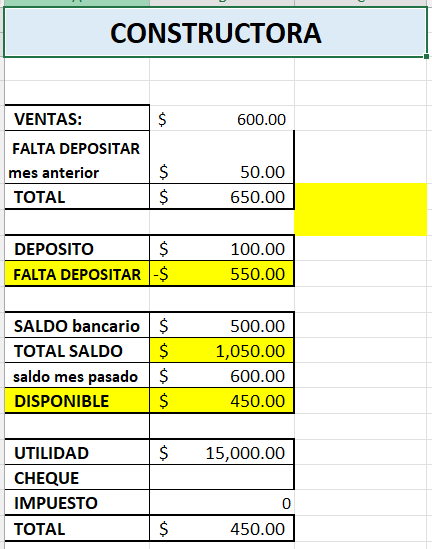 CONSTRUCTORA
VENTAS: $ 600.00
FALTA DEPOSITAR
mes anterior $ 50.00
TOTAL $ 650.00
DEPOSITO $ 100.00
FALTA DEPOSITAR -$ 550.00
SALDO bancario $ 500.00
TOTAL SALDO $ 1,050.00
saldo mes pasado $ 600.00
DISPONIBLE $ 450.00
UTILIDAD $ 15,000.00
CHEQUE
IMPUESTO 0
TOTAL $ 450.00